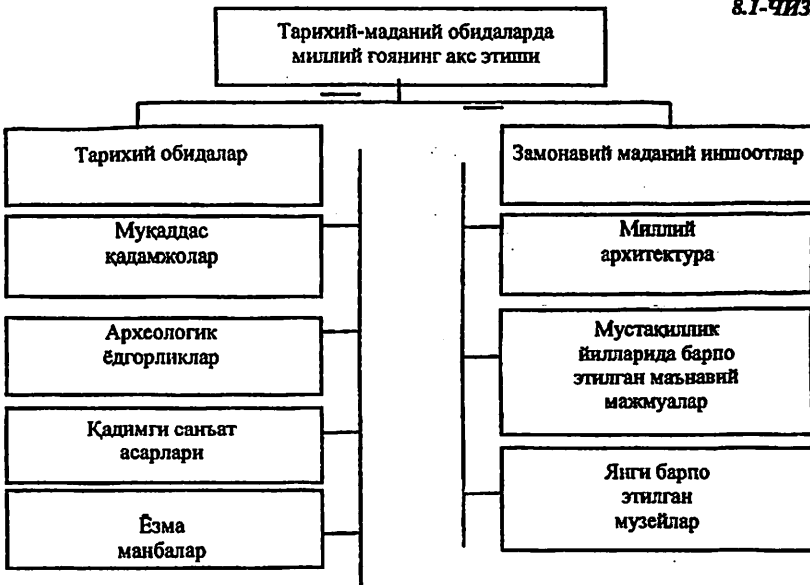 8.1-ЧИЗ
Тарихий-маданий обидаларда
миллий ғоянинг акс этиши
Тарихий обидалар
Муқаддас
қадамжолар
Археологик
ёдгорликлар
Қадимги санъат
асарлари
Ёзма
манбалар
Замонавий маданий иншоотлар
Миллий
архитектура
Мустақиллик
йилларида барпо
этилган маънавий
мажмуалар
Янги барпо
этилган
музейлар